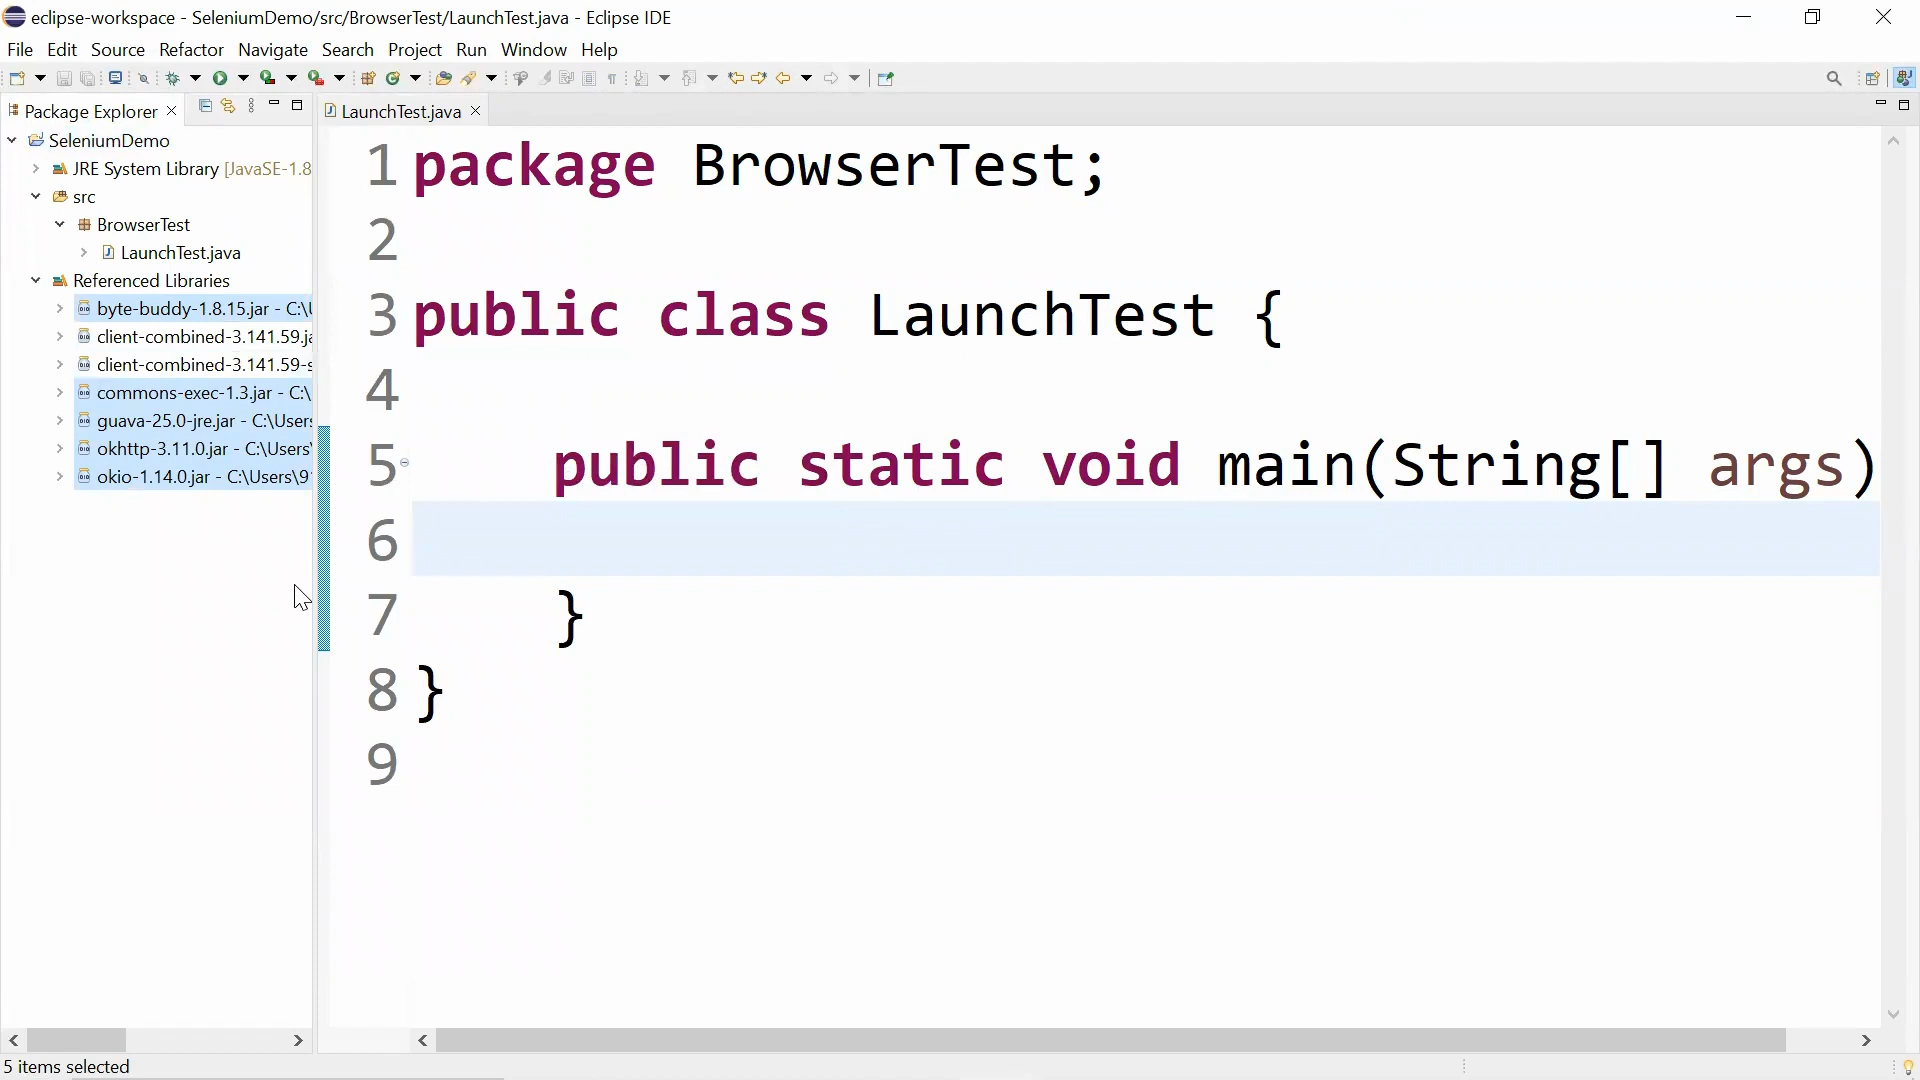 eclipse-workspace - SeleniumDemo/src/BrowserTest/LaunchTest.java - Eclipse IDE
File Edit Source Refactor Navigate Search Project Run Window Help
Package Explorer
LaunchTest.java
SeleniumDemo
JRE System Library [JavaSE-1.8
src
BrowserTest
LaunchTest.java
Referenced Libraries
byte-buddy-1.8.15.jar - C:\U
client-combined-3.141.59.ja
client-combined-3.141.59-s
commons-exec-1.3.jar - C:\
guava-25.0-jre.jar - C:\Users
okhttp-3.11.0.jar - C:\Users\
okio-1.14.0.jar - C:\Users\9
1 package BrowserTest;
2
3 public class LaunchTest {
4
5 public static void main(String[] args)
6
7 }
8 }
9
5 items selected